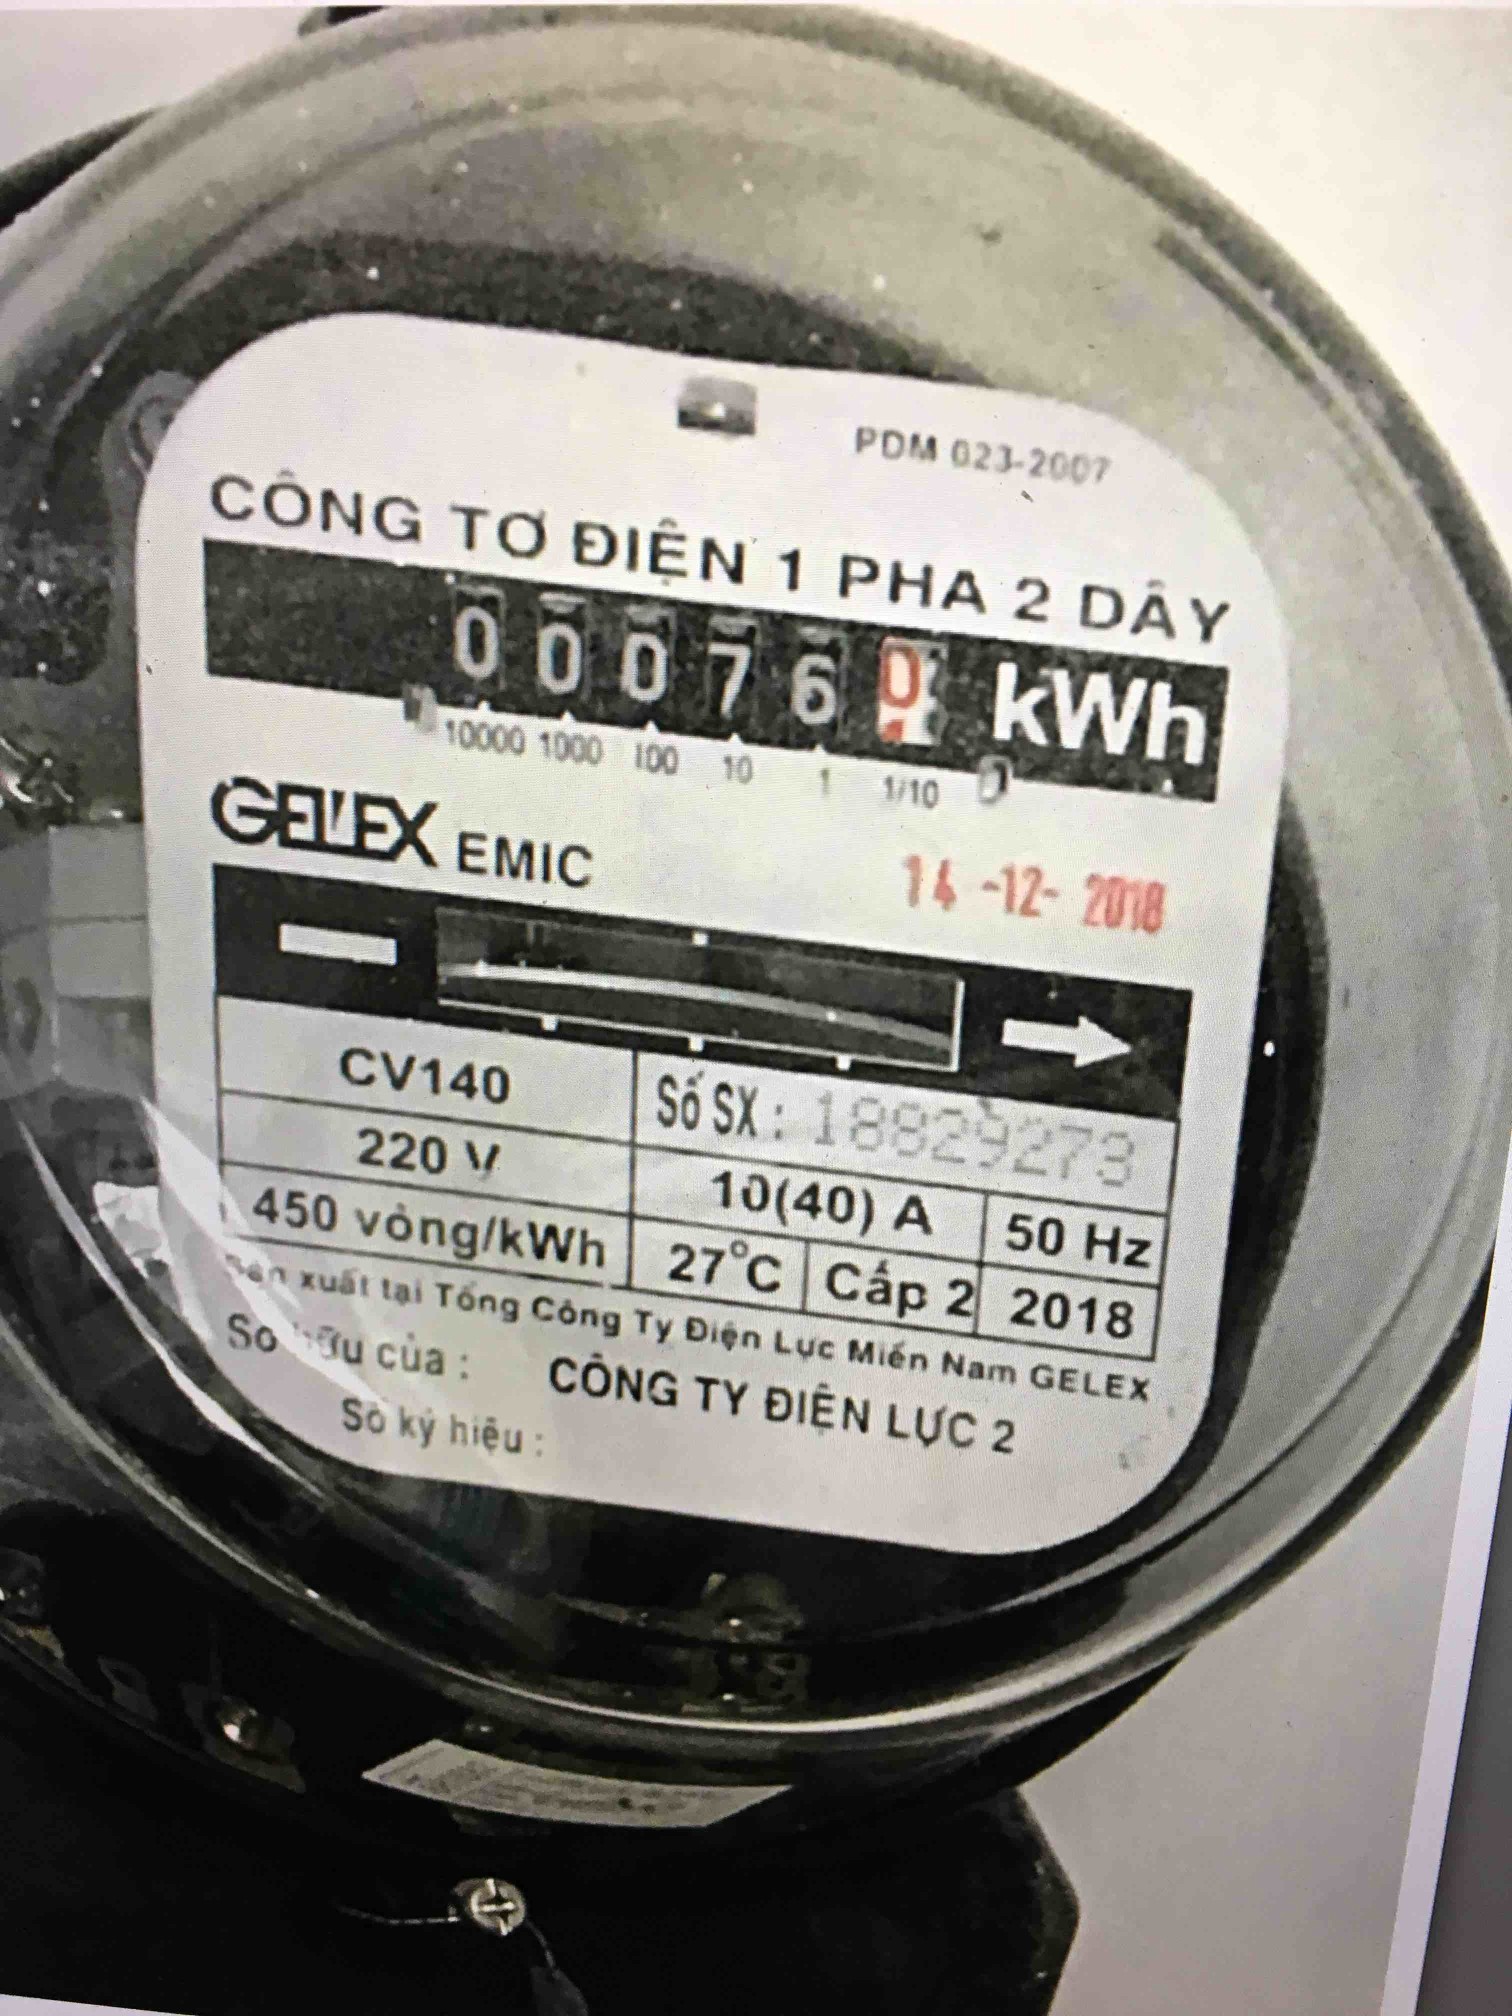 PDM 023-2007
CÔNG TƠ ĐIỆN 1 PHA 2 DÂY
0 0 0 7 6 0 kWh
10000 1000 100 10 1 1/10
GELEX EMIC
14 -12- 2018
CV140
Số SX : 18829273
220 V
10(40) A
50 Hz
450 vòng/kWh
27°C
Cấp 2
2018
xuất tại Tổng Công Ty Điện Lực Miền Nam GELEX
của : CÔNG TY ĐIỆN LỰC 2
Số ký hiệu :